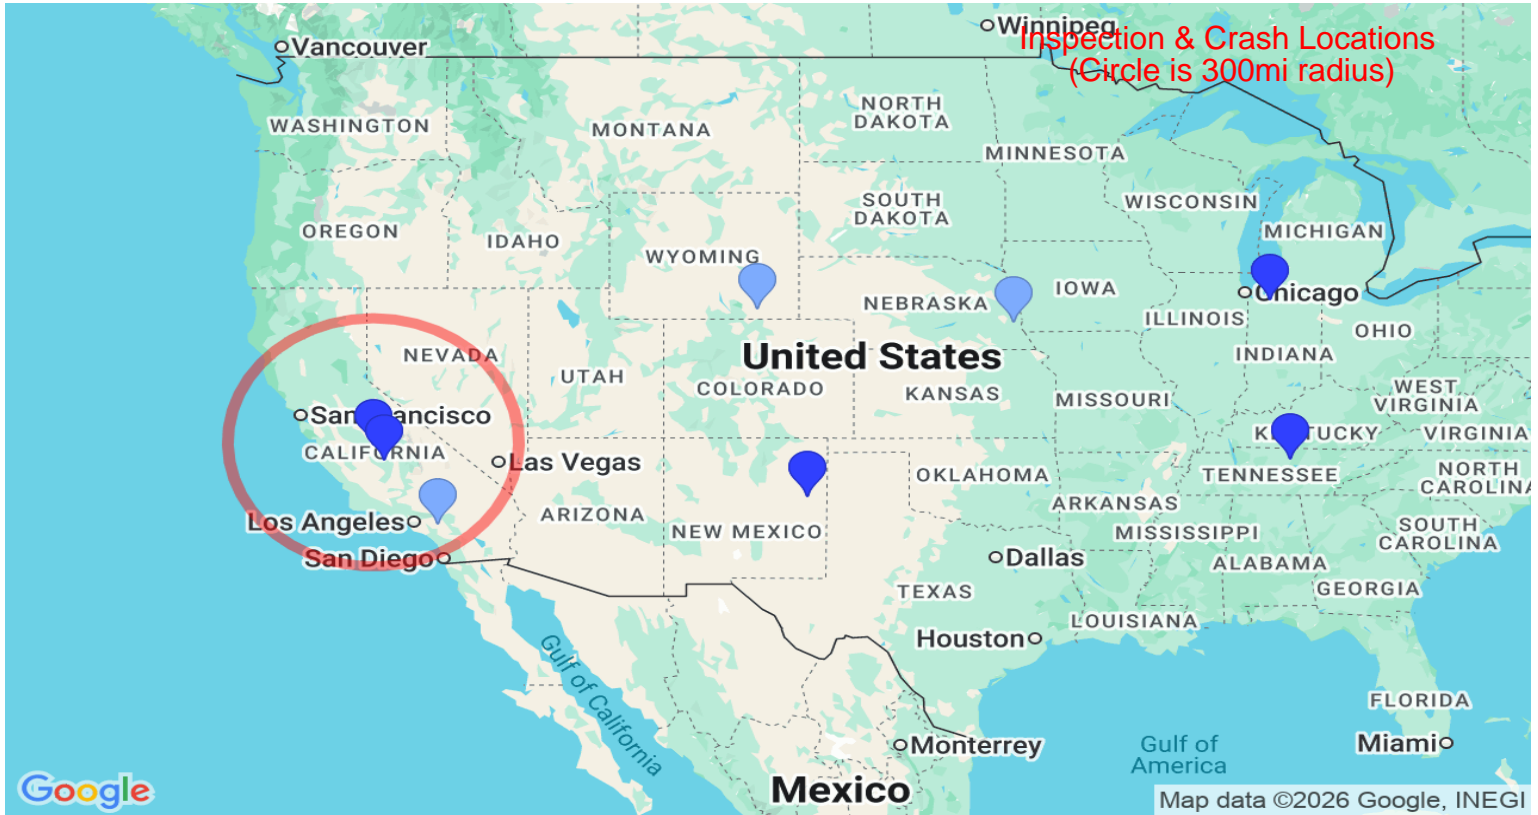 Vancouver
Winnipeg
Inspection & Crash Locations
(Circle is 300mi radius)
WASHINGTON
MONTANA
NORTH
DAKOTA
MINNESOTA
OREGON
IDAHO
SOUTH
DAKOTA
WISCONSIN
MICHIGAN
WYOMING
NEBRASKA
IOWA
Chicago
ILLINOIS
OHIO
NEVADA
United States
INDIANA
UTAH
COLORADO
KANSAS
MISSOURI
WEST
VIRGINIA
San Francisco
CALIFORNIA
KENTUCKY
VIRGINIA
Las Vegas
OKLAHOMA
TENNESSEE
NORTH
CAROLINA
Los Angeles
ARIZONA
NEW MEXICO
ARKANSAS
MISSISSIPPI
SOUTH
CAROLINA
San Diego
Dallas
ALABAMA
TEXAS
GEORGIA
LOUISIANA
Houston
Gulf of California
FLORIDA
Monterrey
Gulf of
America
Miami
Mexico
Google
Map data ©2026 Google, INEGI